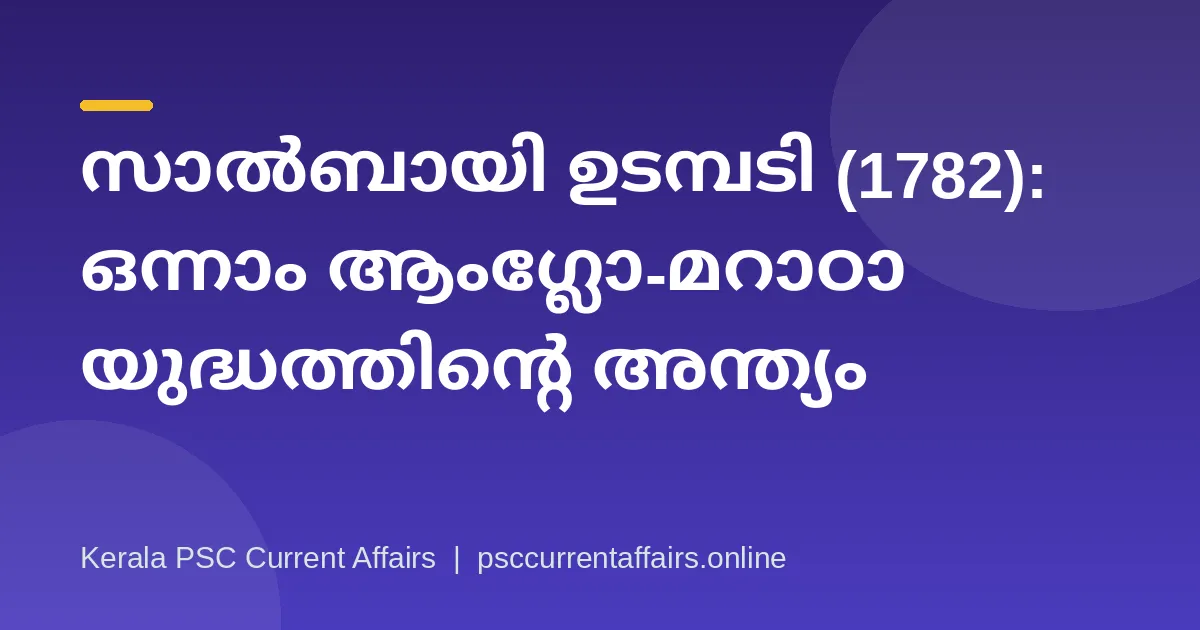 സാൽബായി ഉടമ്പടി (1782):
ഒന്നാം ആംഗ്ലോ-മറാഠാ
യുദ്ധത്തിന്റെ അന്ത്യം
Kerala PSC Current Affairs | psccurrentaffairs.online